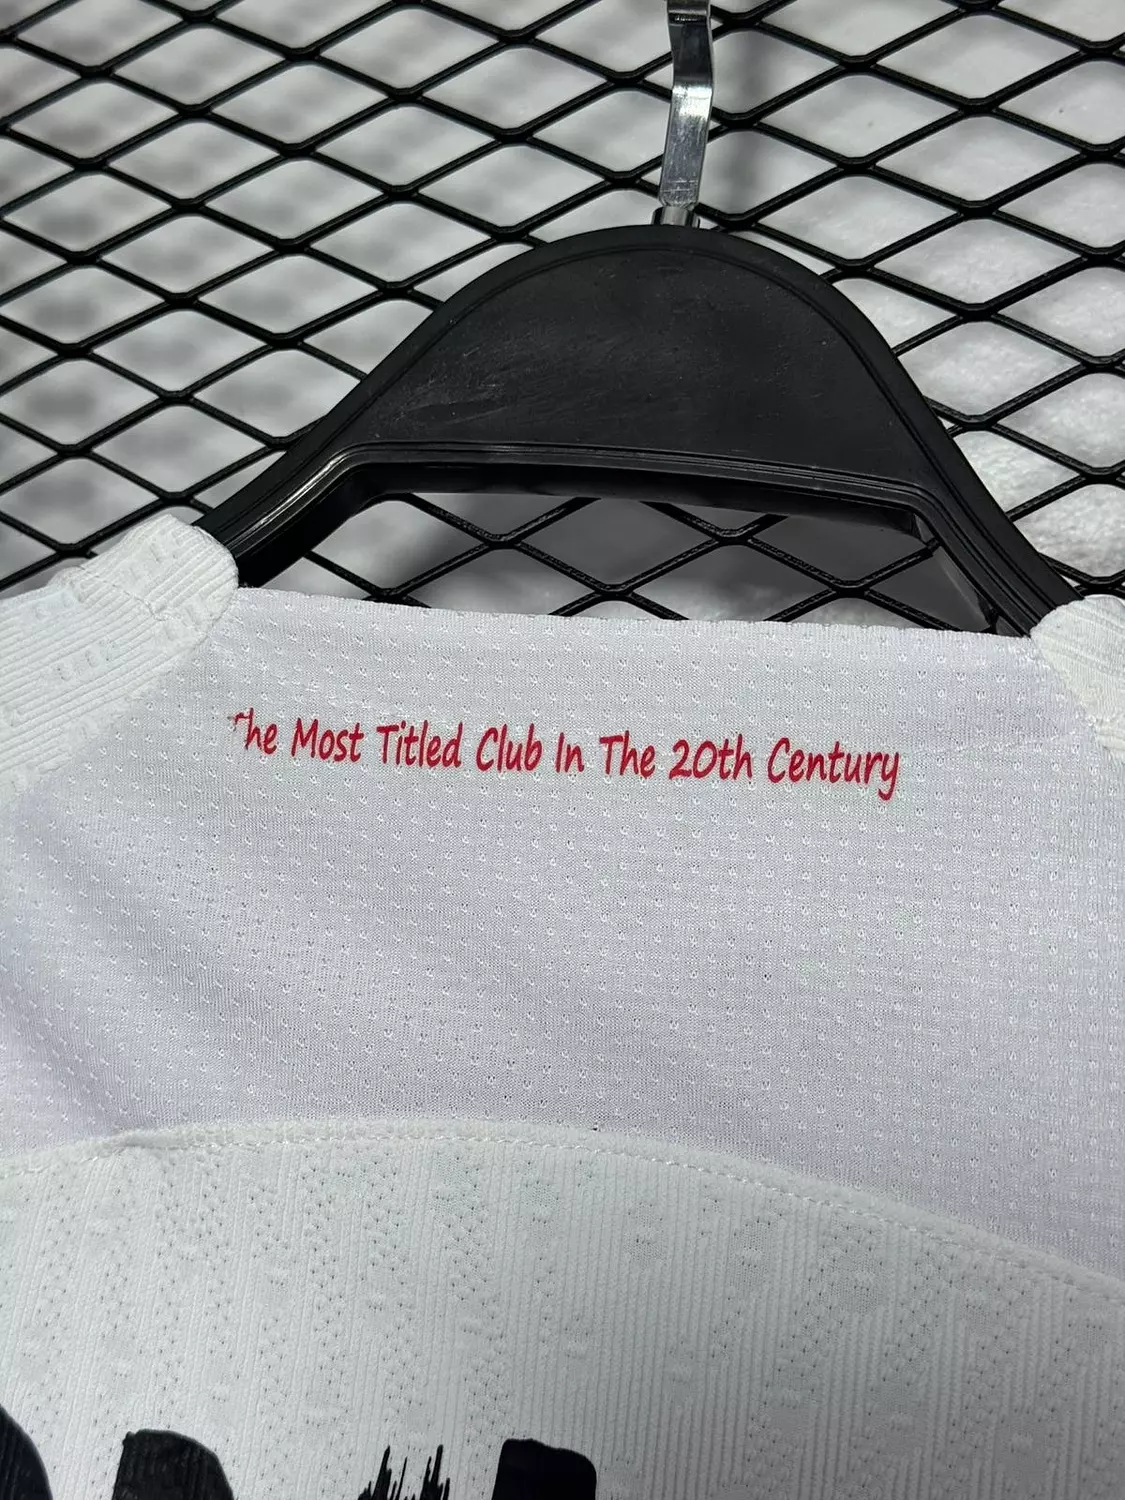 The Most Titled Club In The 20th Century